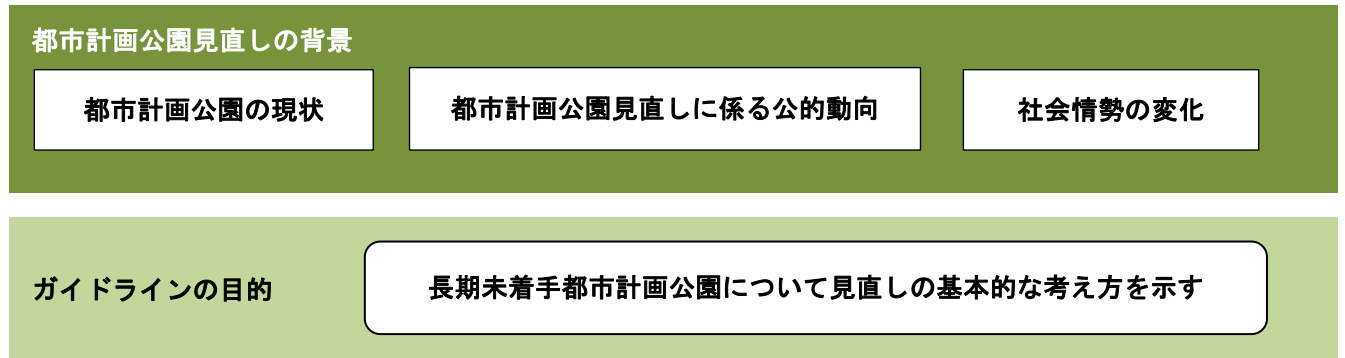 都市計画公園見直しの背景
都市計画公園の現状
都市計画公園見直しに係る公的動向
社会情勢の変化
ガイドラインの目的
長期未着手都市計画公園について見直しの基本的な考え方を示す